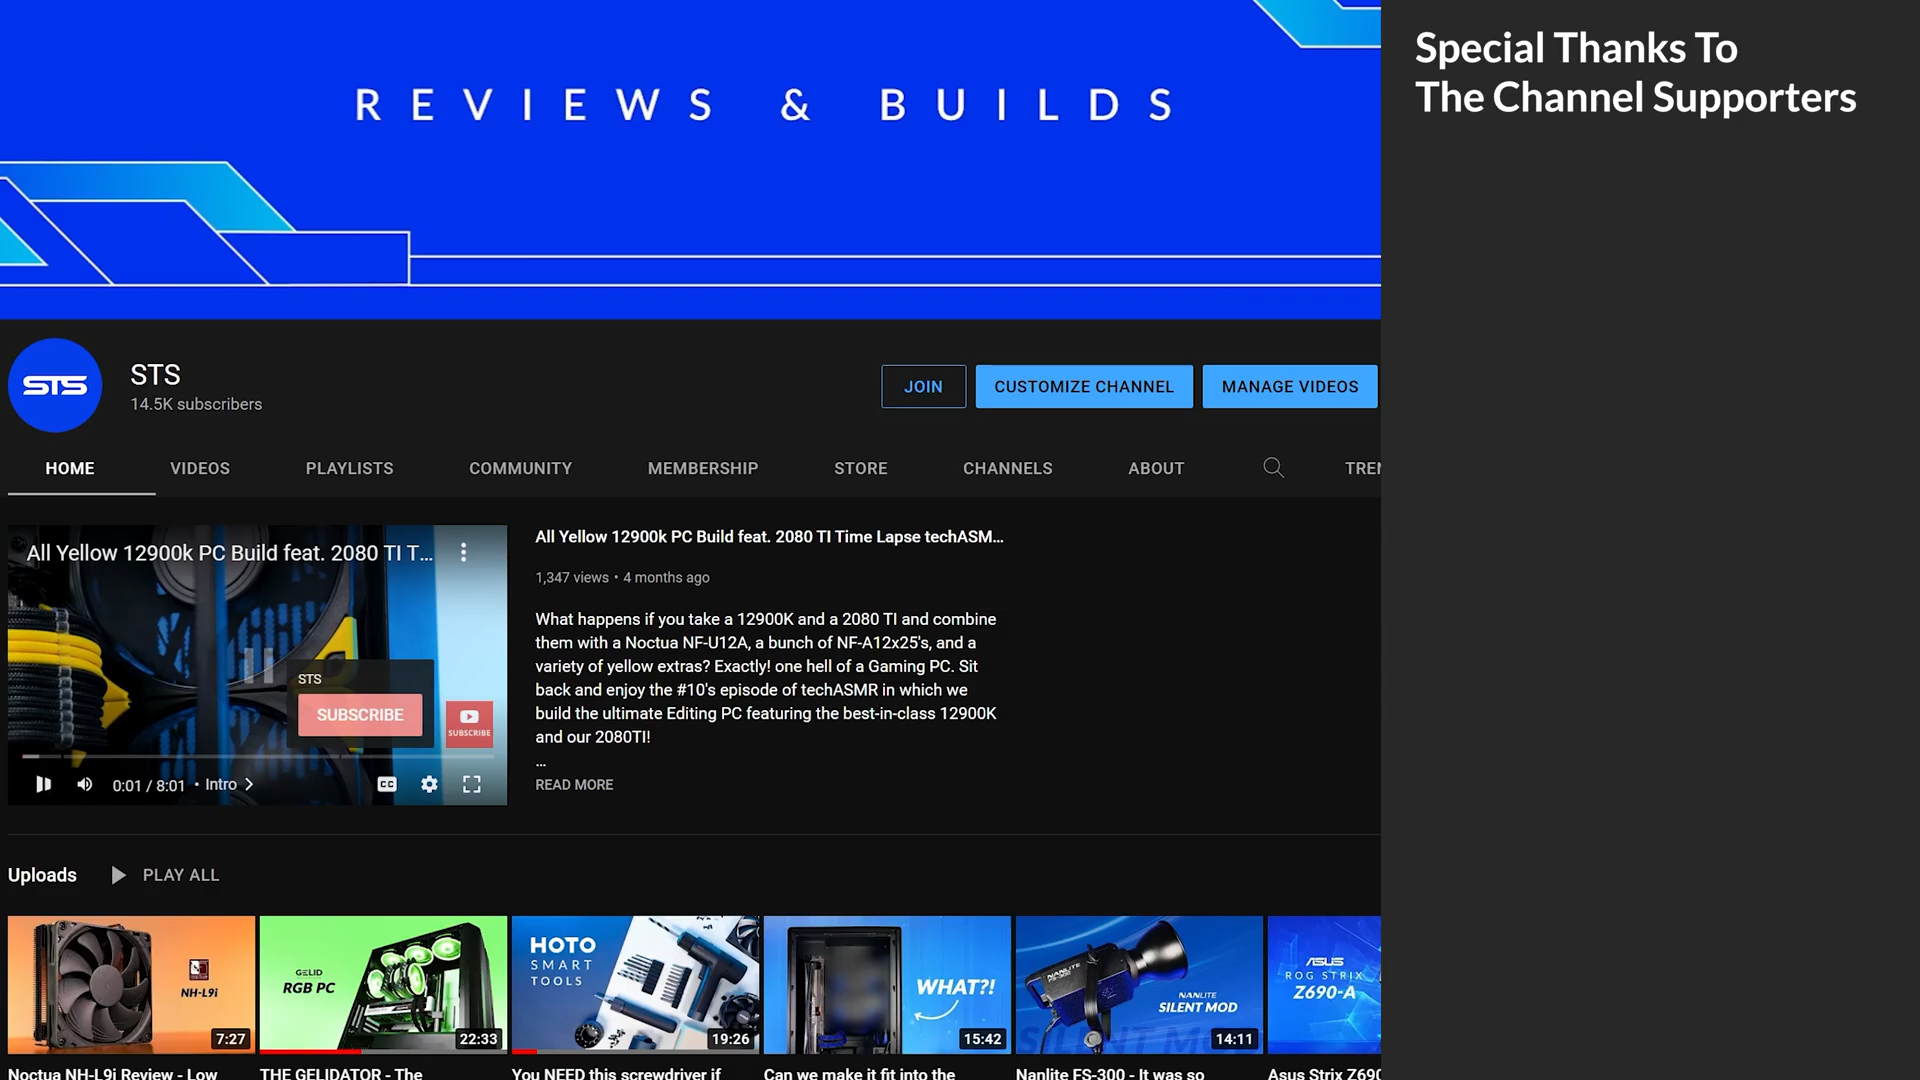 REVIEWS & BUILDS
Special Thanks To
The Channel Supporters
STS
STS
14.5K subscribers
JOIN
CUSTOMIZE CHANNEL
MANAGE VIDEOS
HOME
VIDEOS
PLAYLISTS
COMMUNITY
MEMBERSHIP
STORE
CHANNELS
ABOUT
TREN
All Yellow 12900k PC Build feat. 2080 TI T...
STS
SUBSCRIBE
SUBSCRIBE
0:01 / 8:01 • Intro
CC
All Yellow 12900k PC Build feat. 2080 TI Time Lapse techASM...
1,347 views • 4 months ago
What happens if you take a 12900K and a 2080 TI and combine
them with a Noctua NF-U12A, a bunch of NF-A12x25's, and a
variety of yellow extras? Exactly! one hell of a Gaming PC. Sit
back and enjoy the #10's episode of techASMR in which we
build the ultimate Editing PC featuring the best-in-class 12900K
and our 2080TI!
...
READ MORE
Uploads
PLAY ALL
NH-L9i
7:27
GELID
RGB PC
22:33
HOTO
SMART
TOOLS
19:26
WHAT?!
15:42
NANLITE
NANLITE
SILENT MOD
SILENT MOD
14:11
ASUS
ROG STRIX
Z690-A
Noctua NH-L9i Review - Low
THE GELIDATOR - The
You NEED this screwdriver if
Can we make it fit into the
Nanlite FS-300 - It was so
Asus Strix Z690